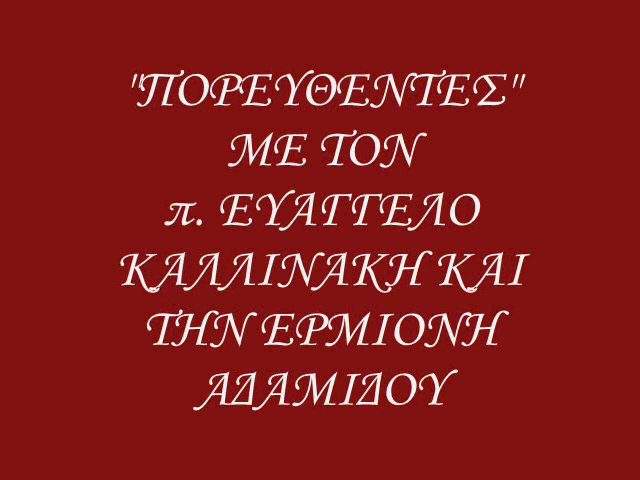 "ΠΟΡΕΥΘΕΝΤΕΣ"
ΜΕ ΤΟΝ
π. ΕΥΑΓΓΕΛΟ
ΚΑΛΛΙΝΑΚΗ ΚΑΙ
ΤΗΝ ΕΡΜΙΟΝΗ
ΑΔΑΜΙΔΟΥ